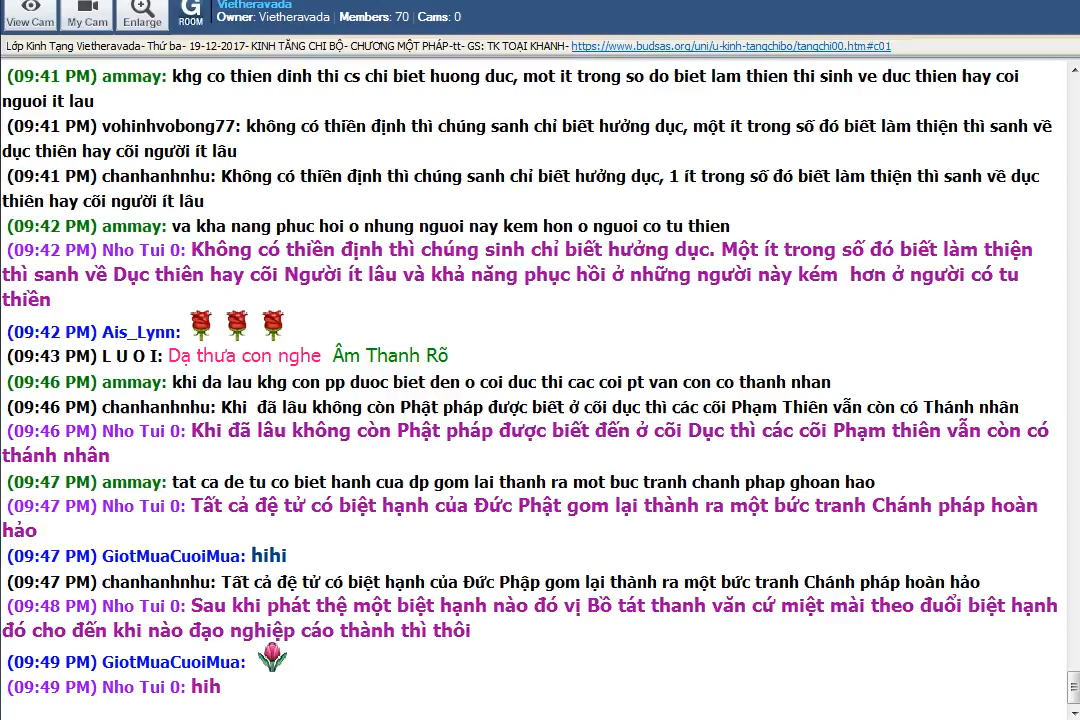 Vietheravada
View Cam My Cam Enlarge G ROOM Owner: Vietheravada | Members: 70 | Cams: 0
Lớp Kinh Tạng Vietheravada- Thứ ba- 19-12-2017- KINH TĂNG CHI BỘ- CHƯƠNG MỘT PHÁP-tt- GS: TK TOẠI KHANH- https://www.budsas.org/uni/u-kinh-tangchibo/tangchi00.htm#c01
(09:41 PM) ammay: khg co thien dinh thi cs chi biet huong duc, mot it trong so do biet lam thien thi sinh ve duc thien hay coi
nguoi it lau
(09:41 PM) vohinhvobong77: không có thiền định thì chúng sanh chỉ biết hưởng dục, một ít trong số đó biết làm thiện thì sanh về
dục thiên hay cõi người ít lâu
(09:41 PM) chanhanhnhu: Không có thiền định thì chúng sanh chỉ biết hưởng dục, 1 ít trong số đó biết làm thiện thì sanh về dục
thiên hay cõi người ít lâu
(09:42 PM) ammay: va kha nang phuc hoi o nhung nguoi nay kem hon o nguoi co tu thien
(09:42 PM) Nho Tui 0: Không có thiền định thì chúng sinh chỉ biết hưởng dục. Một ít trong số đó biết làm thiện
thì sanh về Dục thiên hay cõi Người ít lâu và khả năng phục hồi ở những người này kém hơn ở người có tu
thiền
(09:42 PM) Ais_Lynn:
(09:43 PM) L U O I: Dạ thưa con nghe Âm Thanh Rõ
(09:46 PM) ammay: khi da lau khg con pp duoc biet den o coi duc thi cac coi pt van con co thanh nhan
(09:46 PM) chanhanhnhu: Khi đã lâu không còn Phật pháp được biết ở cõi dục thì các cõi Phạm Thiên vẫn còn có Thánh nhân
(09:46 PM) Nho Tui 0: Khi đã lâu không còn Phật pháp được biết đến ở cõi Dục thì các cõi Phạm thiên vẫn còn có
thánh nhân
(09:47 PM) ammay: tat ca de tu co biet hanh cua dp gom lai thanh ra mot buc tranh chanh phap ghoan hao
(09:47 PM) Nho Tui 0: Tất cả đệ tử có biệt hạnh của Đức Phật gom lại thành ra một bức tranh Chánh pháp hoàn
hảo
(09:47 PM) GiotMuaCuoiMua: hihi
(09:47 PM) chanhanhnhu: Tất cả đệ tử có biệt hạnh của Đức Phập gom lại thành ra một bức tranh Chánh pháp hoàn hảo
(09:48 PM) Nho Tui 0: Sau khi phát thệ một biệt hạnh nào đó vị Bồ tát thanh văn cứ miệt mài theo đuổi biệt hạnh
đó cho đến khi nào đạo nghiệp cáo thành thì thôi
(09:49 PM) GiotMuaCuoiMua:
(09:49 PM) Nho Tui 0: hih